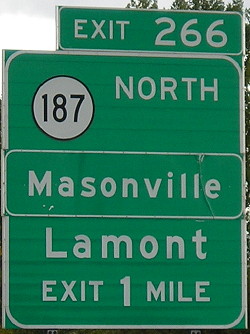 EXIT 266
187 NORTH
Masonville
Lamont
EXIT 1 MILE